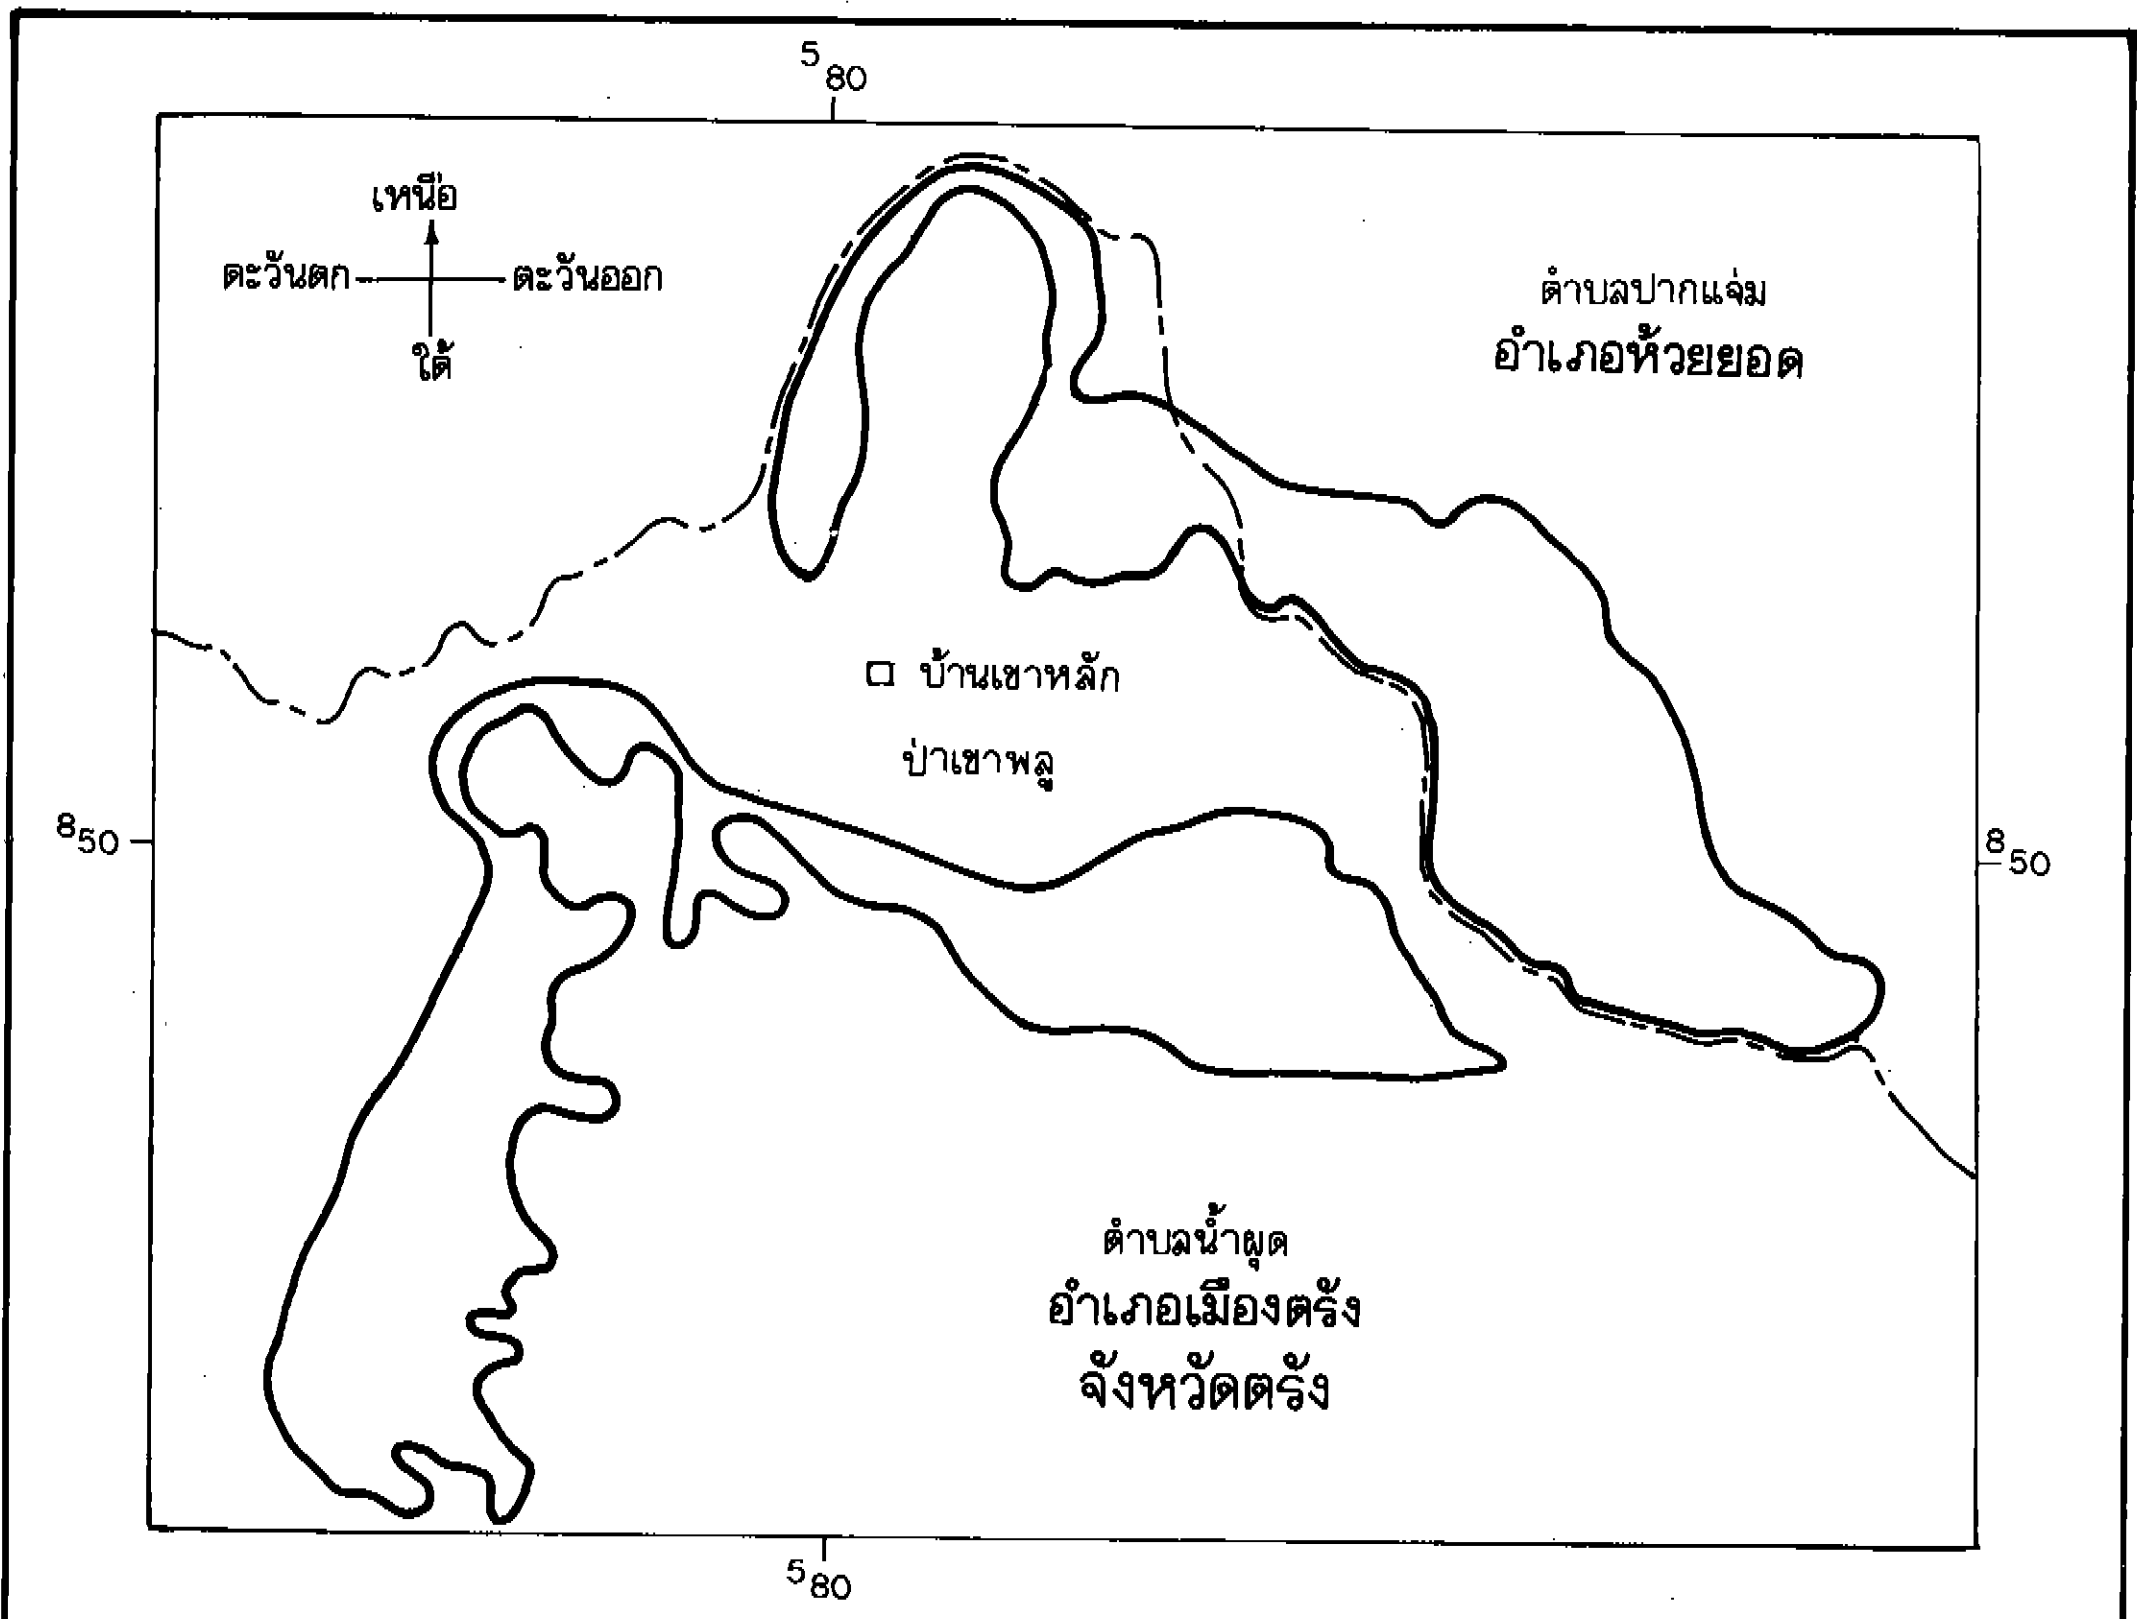 5 80
เหนือ
ตะวันตก ตะวันออก
ใต้
ตำบลปากแจ่ม
อำเภอห้วยยอด
บ้านเขาหลัก
ป่าเขาพลู
8 50
8 50
ตำบลน้ำผุด
อำเภอเมืองตรัง
จังหวัดตรัง
5 80